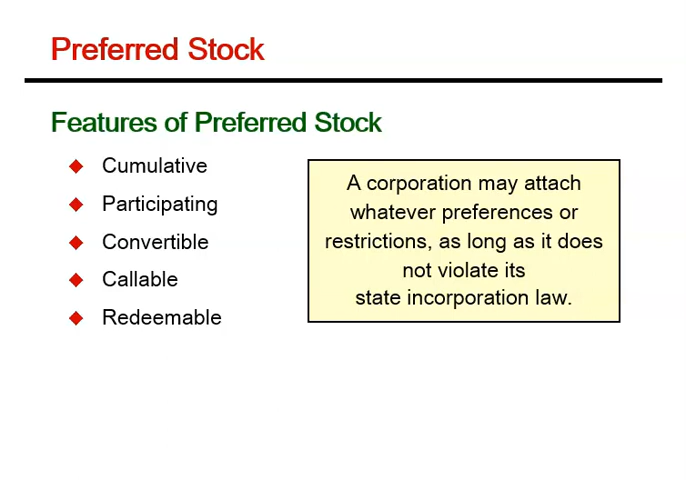 Preferred Stock
Features of Preferred Stock
Cumulative
Participating
Convertible
Callable
Redeemable
A corporation may attach
whatever preferences or
restrictions, as long as it does
not violate its
state incorporation law.